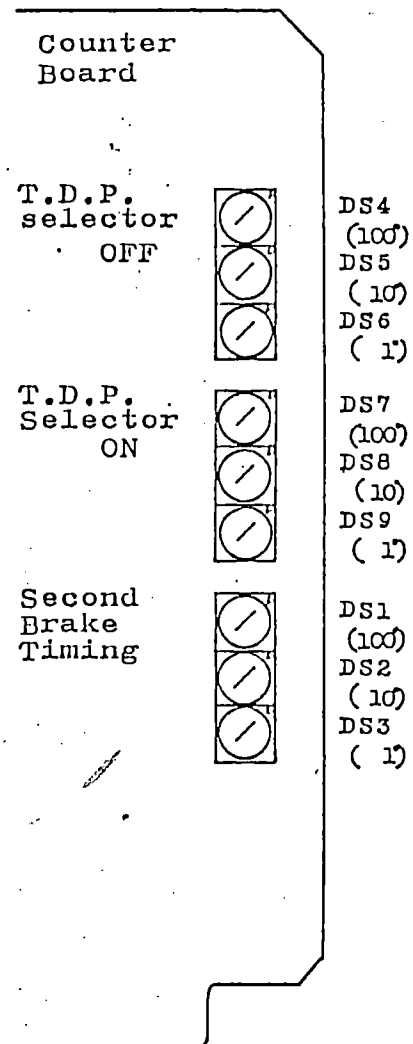 Counter
Board
T.D.P.
selector
OFF
DS4
(100°)
DS5
(10°)
DS6
( 1°)
T.D.P.
Selector
ON
DS7
(100°)
DS8
(10°)
DS9
( 1°)
Second
Brake
Timing
DS1
(100°)
DS2
(10°)
DS3
( 1°)